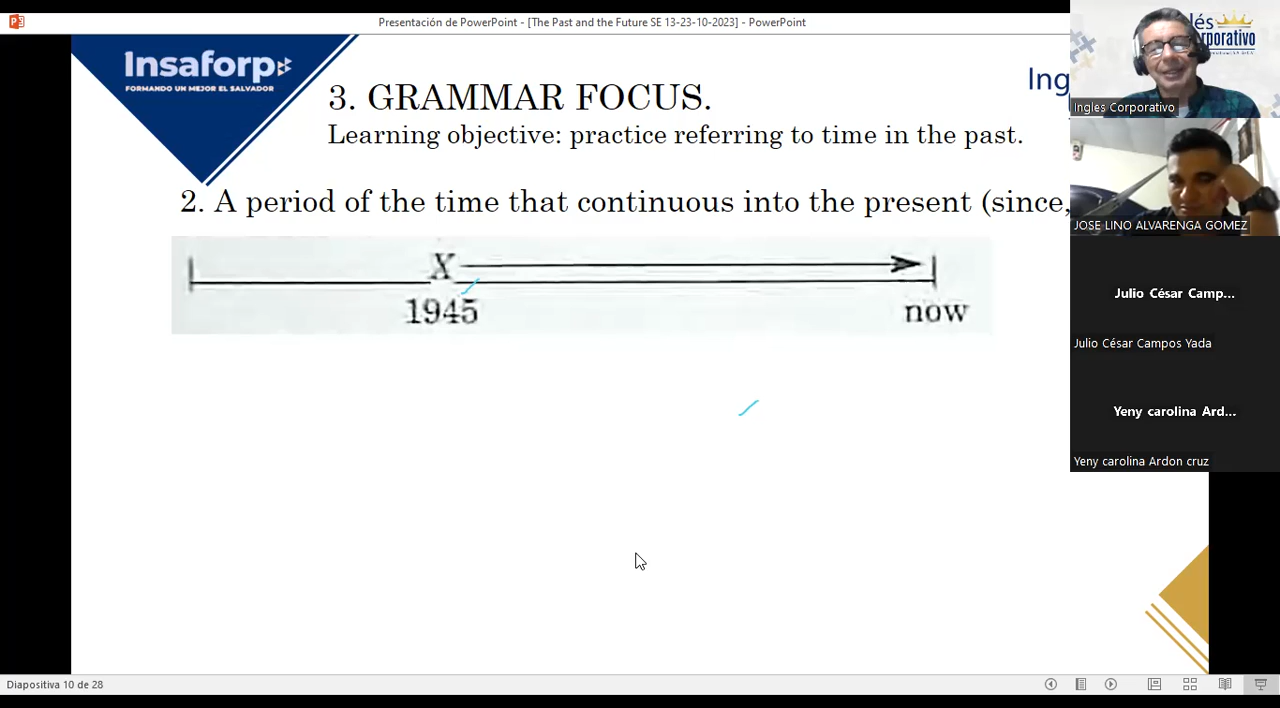 Presentación de PowerPoint - [The Past and the Future SE 13-23-10-2023] - PowerPoint
Insaforp
FORMANDO UN MEJOR EL SALVADOR
Ing
3. GRAMMAR FOCUS.
Learning objective: practice referring to time in the past.
2. A period of the time that continuous into the present (since,
X
1945
now
lés
rporativo
Ingles Corporativo
JOSE LINO ALVARENGA GOMEZ
Julio César Camp...
Julio César Campos Yada
Yeny carolina Ard...
Yeny carolina Ardon cruz
Diapositiva 10 de 28